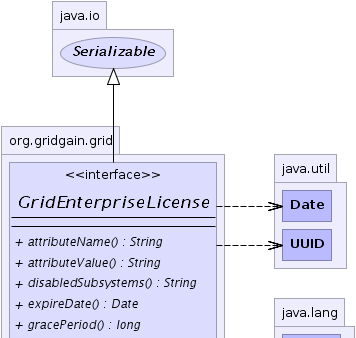 java.io
Serializable
org.gridgain.grid
<<interface>>
GridEnterpriseLicense
+ attributeName() : String
+ attributeValue() : String
+ disabledSubsystems() : String
+ expireDate() : Date
+ gracePeriod() : long
java.util
Date
UUID
java.lang